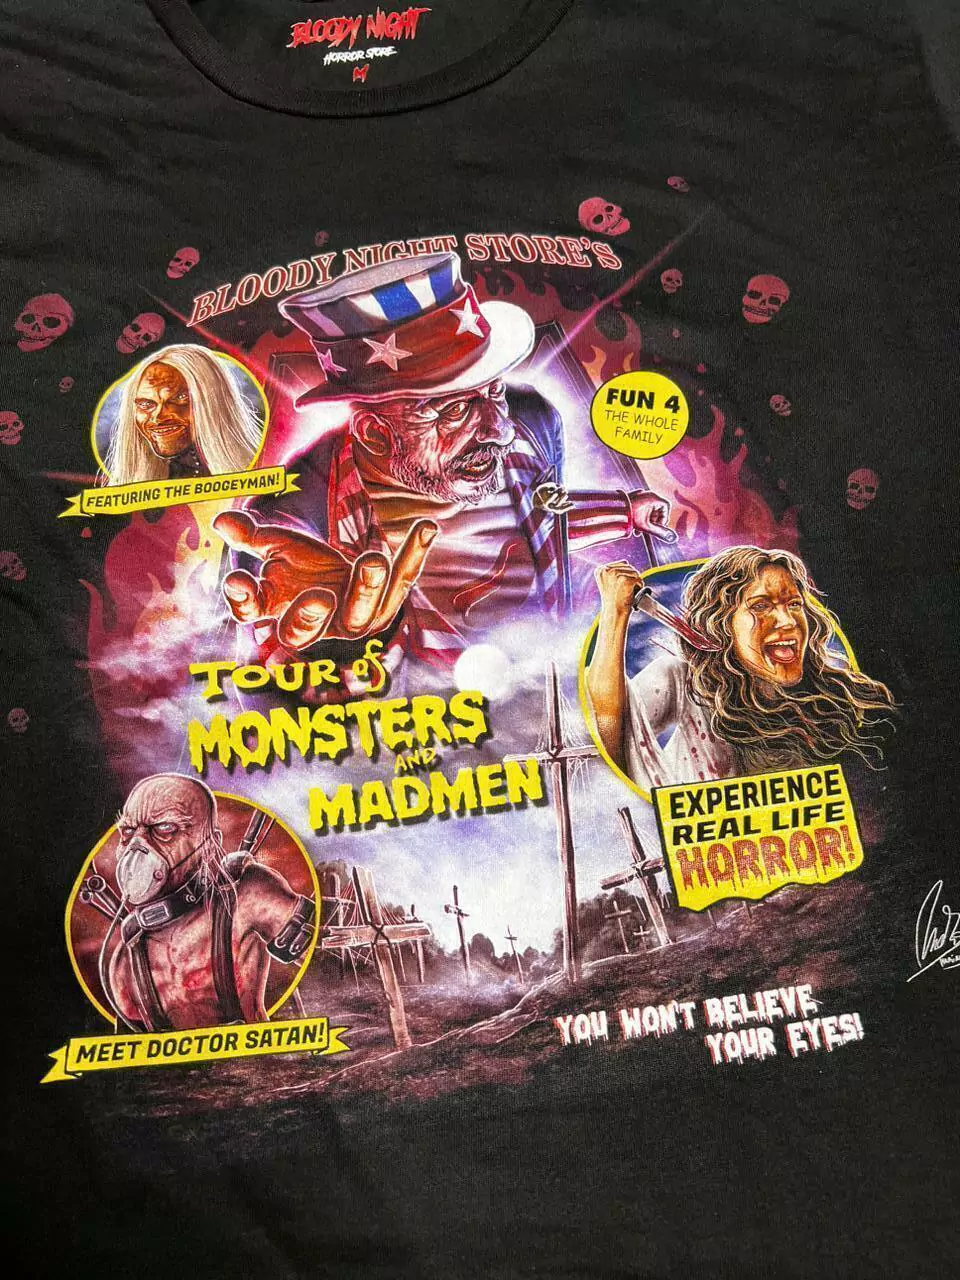 BLOODY NIGHT
HORROR STORE
M
BLOODY NIGHT STORE'S
FUN 4
THE WHOLE
FAMILY
FEATURING THE BOOGEYMAN!
TOUR of
MONSTERS
AND
MADMEN
EXPERIENCE
REAL LIFE
HORROR!
YOU WON'T BELIEVE
YOUR EYES!
MEET DOCTOR SATAN!